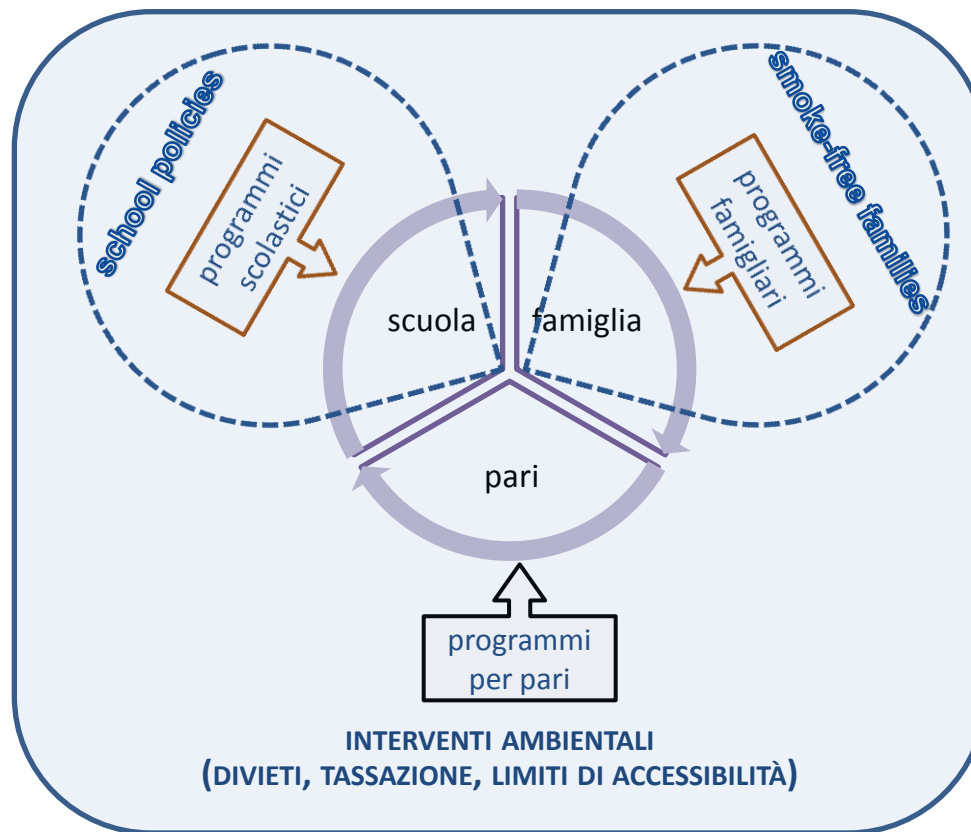 school policies
programmi
scolastici
smoke-free families
programmi
famigliari
scuola
famiglia
pari
programmi
per pari
INTERVENTI AMBIENTALI
(DIVIETI, TASSAZIONE, LIMITI DI ACCESSIBILITÀ)